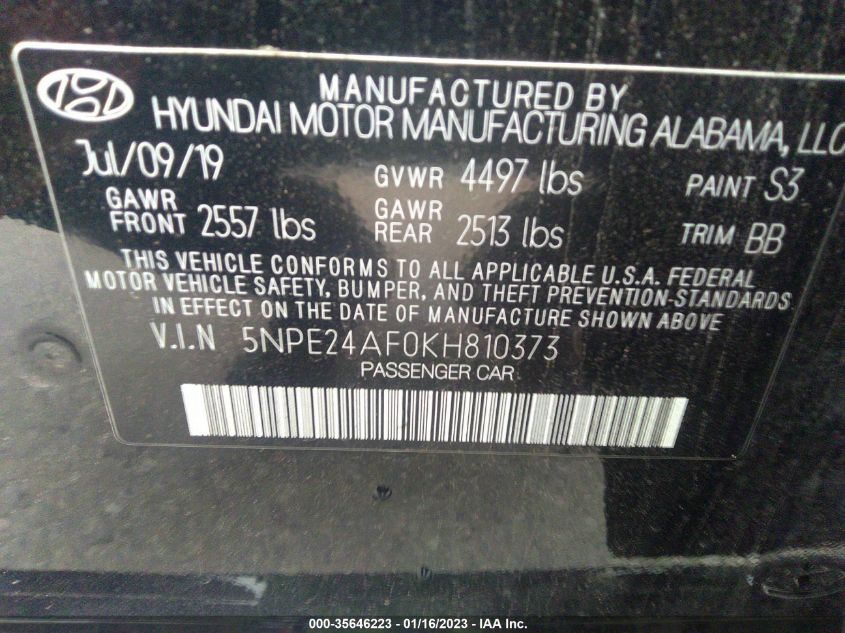 MANUFACTURED BY
HYUNDAI MOTOR MANUFACTURING ALABAMA, LLC
Jul/09/19 GVWR 4497 lbs PAINT S3
GAWR FRONT 2557 lbs GAWR REAR 2513 lbs TRIM BB
THIS VEHICLE CONFORMS TO ALL APPLICABLE U.S.A. FEDERAL
MOTOR VEHICLE SAFETY, BUMPER, AND THEFT PREVENTION-STANDARDS
IN EFFECT ON THE DATE OF MANUFACTURE SHOWN ABOVE
V.I.N 5NPE24AF0KH810373
PASSENGER CAR
000-35646223 — 01/16/2023 — IAA Inc.